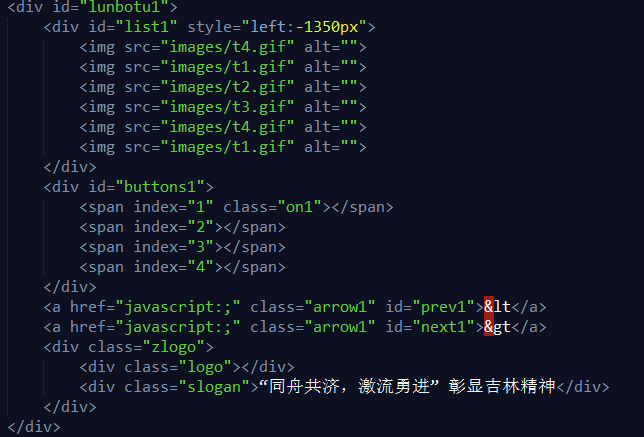 <div id="lunbotu1">
<div id="list1" style="left:-1350px">
<img src="images/t4.gif" alt="">
<img src="images/t1.gif" alt="">
<img src="images/t2.gif" alt="">
<img src="images/t3.gif" alt="">
<img src="images/t4.gif" alt="">
<img src="images/t1.gif" alt="">
</div>
<div id="buttons1">
<span index="1" class="on1"></span>
<span index="2"></span>
<span index="3"></span>
<span index="4"></span>
</div>
<a href="javascript:;" class="arrow1" id="prev1">&lt</a>
<a href="javascript:;" class="arrow1" id="next1">&gt</a>
<div class="zlogo">
<div class="logo"></div>
<div class="slogan">“同舟共济，激流勇进” 彰显吉林精神</div>
</div>
</div>